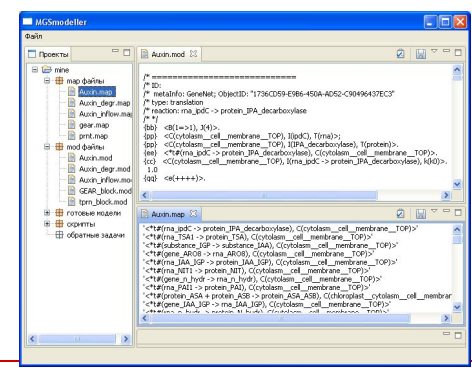 MGSmodeller
Файл
Проекты
mine
map файлы
Auxin.map
Auxin_degr.map
Auxin_inflow.ma
gear.map
prnt.map
mod файлы
Auxin.mod
Auxin_degr.mod
Auxin_inflow.mo
GEAR_block.mod
tprn_block.mod
готовые модели
скрипты
обратные задачи
Auxin.mod
/* ==============================
/* ID:
/* metaInfo: GeneNet; ObjectID: "1736CD59-E9B6-450A-AD52-C90496437EC3"
/* type: translation
/* reaction: rna_ipdC -> protein_IPA_decarboxylase
/* */
{bb} <B(1=>1), J(4)>.
{pp} <C(cytolasm__cell__membrane__TOP), I(ipdC), T(rna)>;
{pp} <C(cytolasm__cell__membrane__TOP), I(IPA_decarboxylase), T(protein)>.
{ee} <*t#(rna_ipdC -> protein_IPA_decarboxylase), C(cytolasm__cell__membrane__TOP)>.
{cc} <C(cytolasm__cell__membrane__TOP), I(rna_ipdC -> protein_IPA_decarboxylase), k(k0)>.
1.0
{qq} <e(++++)>.
Auxin.map
'<*t#(rna_ipdC -> protein_IPA_decarboxylase), C(cytolasm__cell__membrane__TOP)>'
'<*t#(rna_TSA1 -> protein_TSA), C(cytolasm__cell__membrane__TOP)>'
'<*t#(substance_IGP -> substance_IAA), C(cytolasm__cell__membrane__TOP)>'
'<*t#(gene_ARO8 -> rna_ARO8), C(cytolasm__cell__membrane__TOP)>'
'<*t#(rna_IAA_IGP -> protein_IAA_IGP), C(cytolasm__cell__membrane__TOP)>'
'<*t#(rna_NIT1 -> protein_NIT), C(cytolasm__cell__membrane__TOP)>'
'<*t#(gene_n_hydr -> rna_n_hydr), C(cytolasm__cell__membrane__TOP)>'
'<*t#(rna_PAI1 -> protein_PAI), C(cytolasm__cell__membrane__TOP)>'
'<*t#(protein_ASA + protein_ASB -> protein_ASA_ASB), C(chloroplast__cytolasm__cell__membrar
'<*t#(gene_IAA_IGP -> rna_IAA_IGP), C(cytolasm__cell__membrane__TOP)>'
'<*t#(rna_n_hydr -> protein_N_hydr), C(cytolasm__cell__membrane__TOP)>'